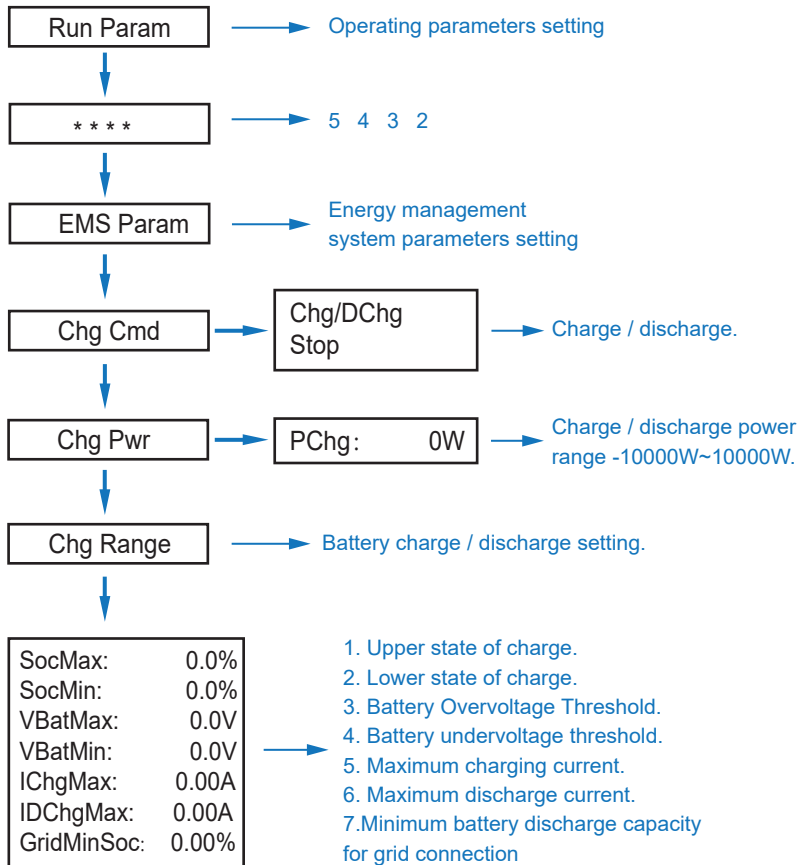 Run Param
Operating parameters setting
* * * *
5 4 3 2
EMS Param
Energy management
system parameters setting
Chg Cmd
Chg/DChg
Stop
Charge / discharge.
Chg Pwr
PChg: 0W
Charge / discharge power
range -10000W~10000W.
Chg Range
Battery charge / discharge setting.
SocMax: 0.0%
SocMin: 0.0%
VBatMax: 0.0V
VBatMin: 0.0V
IChgMax: 0.00A
IDChgMax: 0.00A
GridMinSoc: 0.00%
1. Upper state of charge.
2. Lower state of charge.
3. Battery Overvoltage Threshold.
4. Battery undervoltage threshold.
5. Maximum charging current.
6. Maximum discharge current.
7.Minimum battery discharge capacity
for grid connection